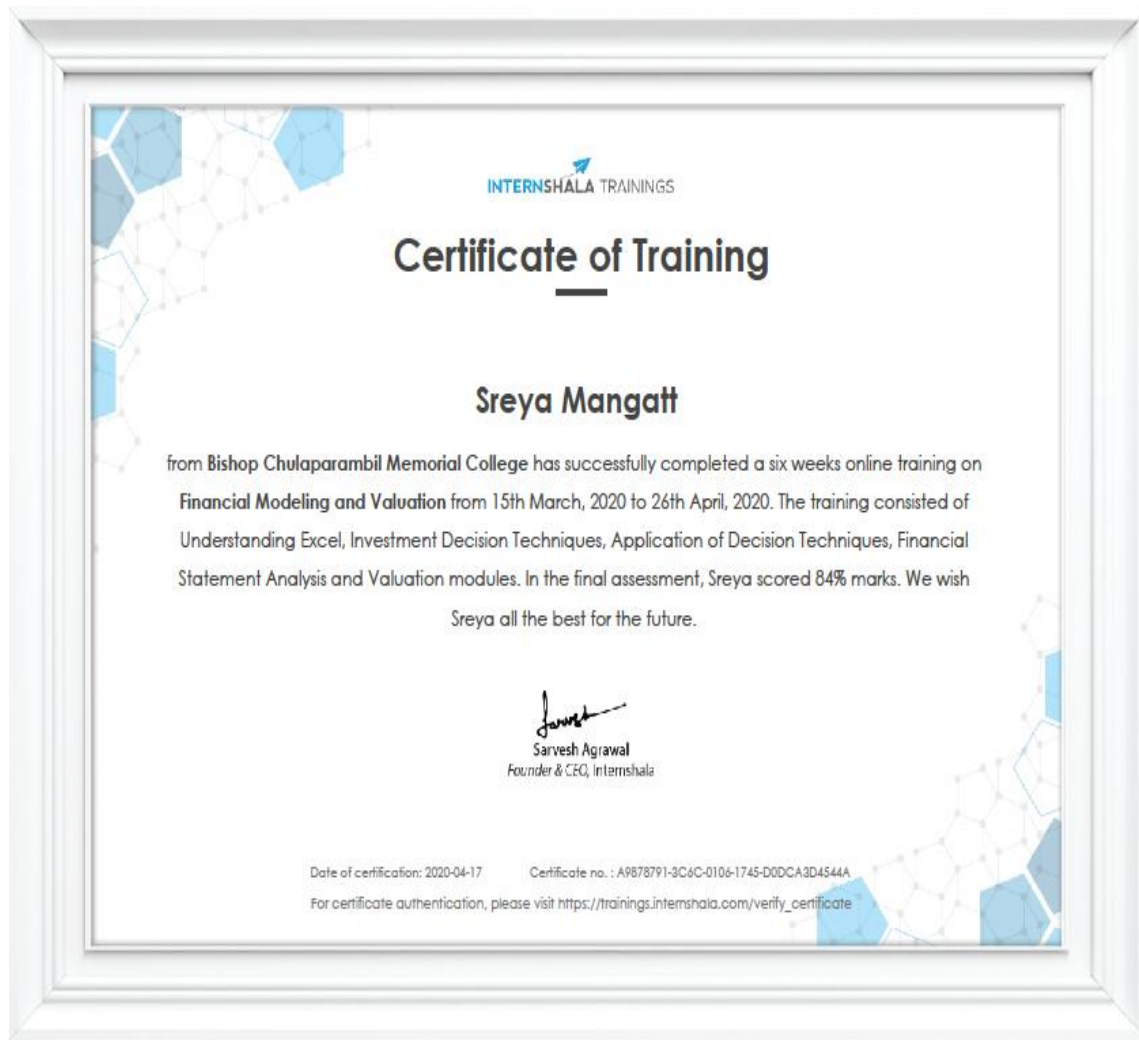 INTERNSHALA TRAININGS
Certificate of Training
Sreya Mangatt
from Bishop Chulaparambil Memorial College has successfully completed a six weeks online training on
Financial Modeling and Valuation from 15th March, 2020 to 26th April, 2020. The training consisted of
Understanding Excel, Investment Decision Techniques, Application of Decision Techniques, Financial
Statement Analysis and Valuation modules. In the final assessment, Sreya scored 84% marks. We wish
Sreya all the best for the future.
Sarvesh
Sarvesh Agrawal
Founder & CEO, Internshala
Date of certification: 2020-04-17 Certificate no. : A9878791-3C6C-0106-1745-D0DCA3D4544A
For certificate authentication, please visit https://trainings.internshala.com/verify_certificate